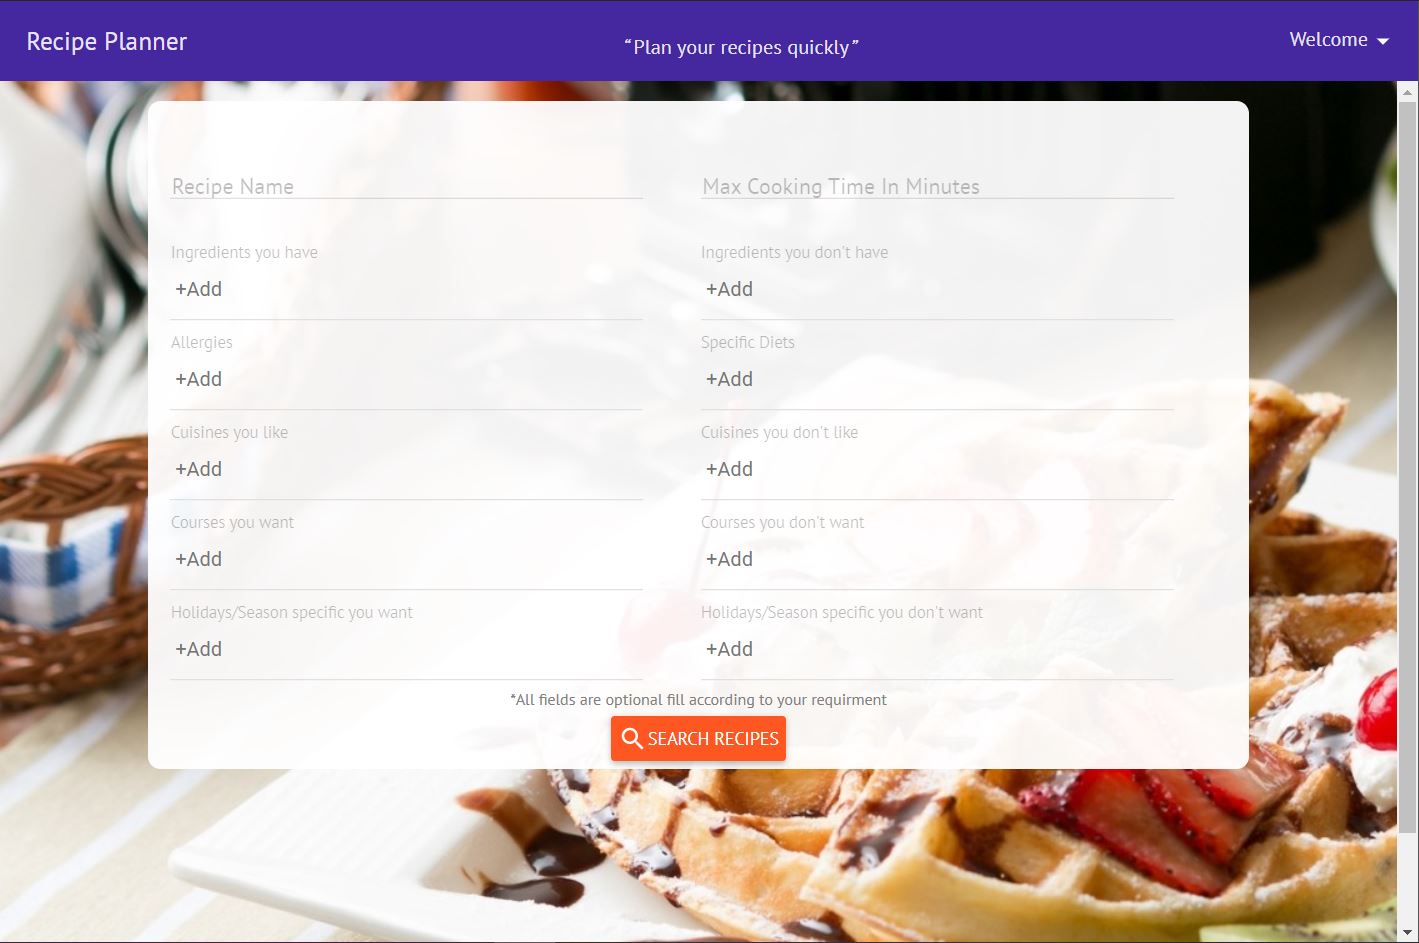 Recipe Planner
“Plan your recipes quickly”
Welcome
Recipe Name
Max Cooking Time In Minutes
Ingredients you have
Ingredients you don't have
+Add
+Add
Allergies
Specific Diets
+Add
+Add
Cuisines you like
Cuisines you don't like
+Add
+Add
Courses you want
Courses you don't want
+Add
+Add
Holidays/Season specific you want
Holidays/Season specific you don't want
+Add
+Add
*All fields are optional fill according to your requirment
SEARCH RECIPES